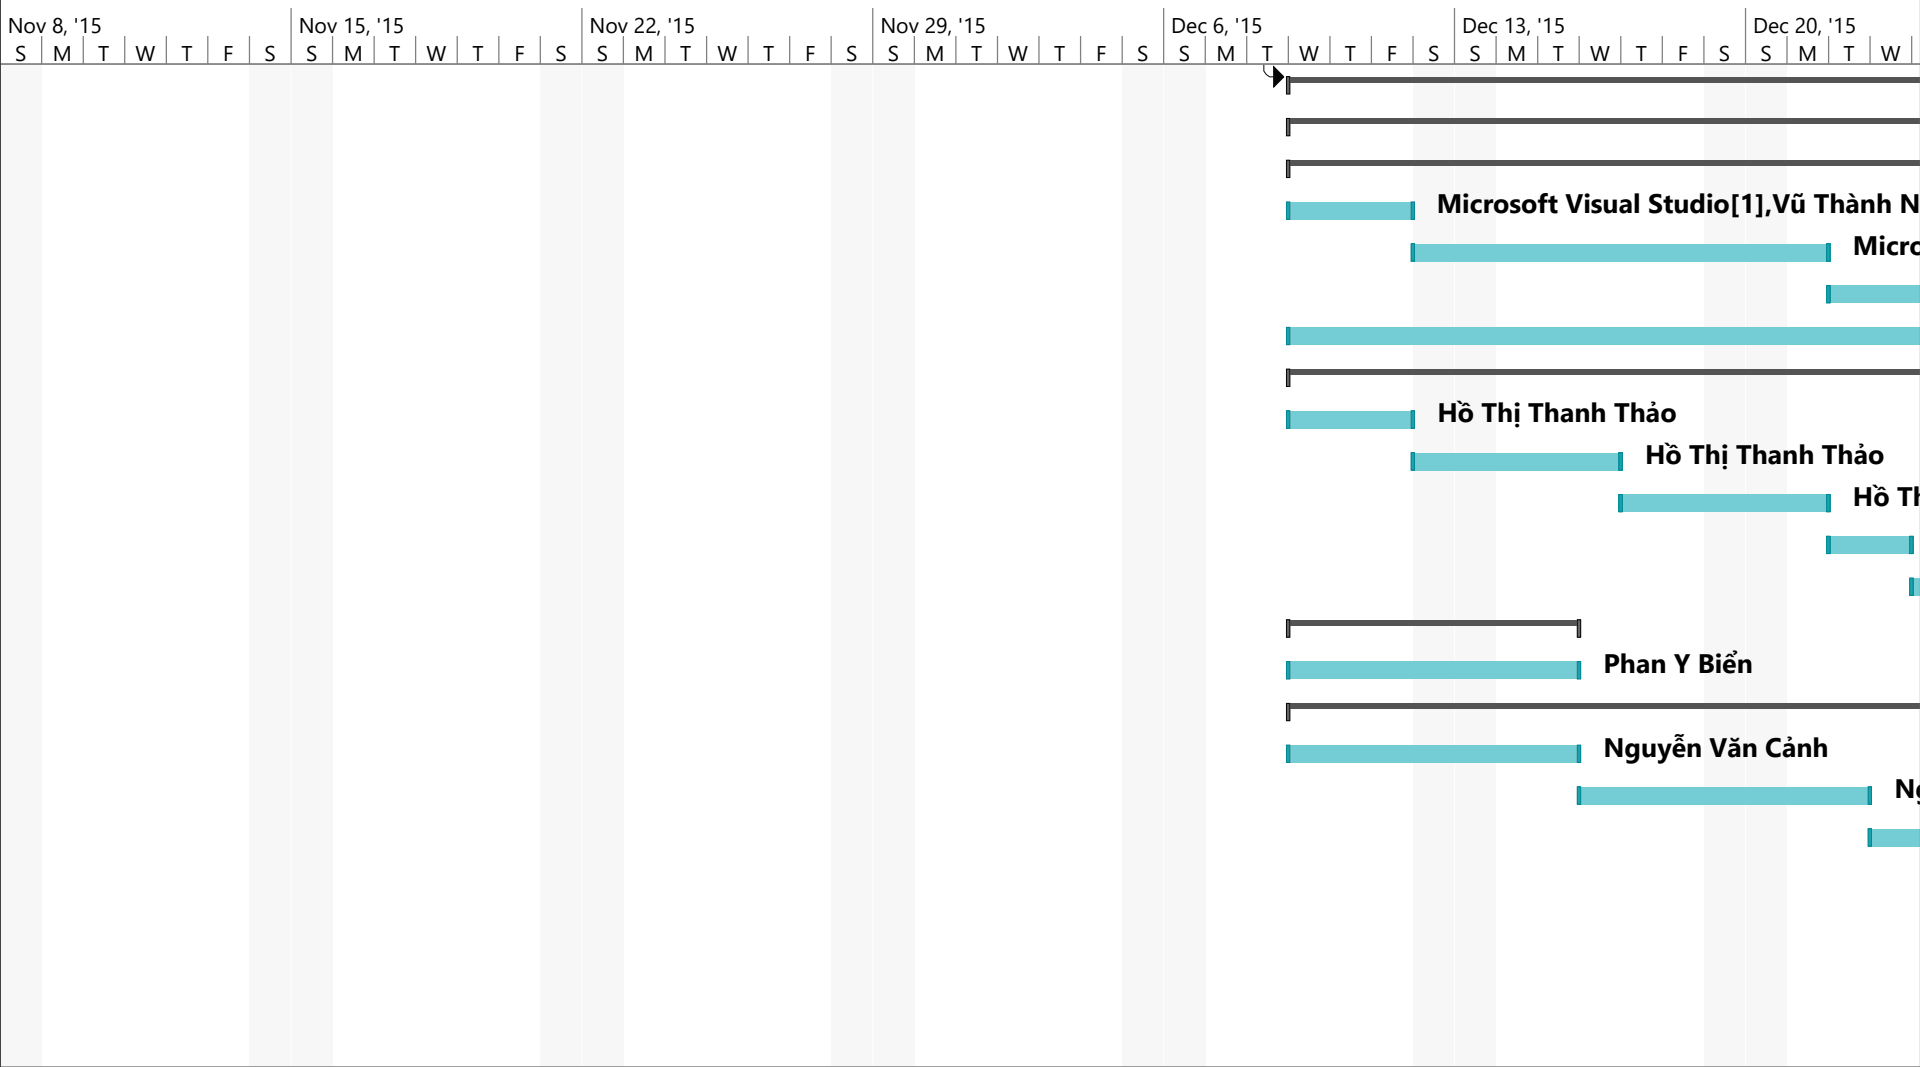 Nov 8, '15 Nov 15, '15 Nov 22, '15 Nov 29, '15 Dec 6, '15 Dec 13, '15 Dec 20, '15
S M T W T F S S M T W T F S S M T W T F S S M T W T F S S M T W T F S S M T W T F S S M T W
Microsoft Visual Studio[1],Vũ Thành N
Micro
Hồ Thị Thanh Thảo
Hồ Thị Thanh Thảo
Hồ Th
Phan Y Biển
Nguyễn Văn Cảnh
Ng